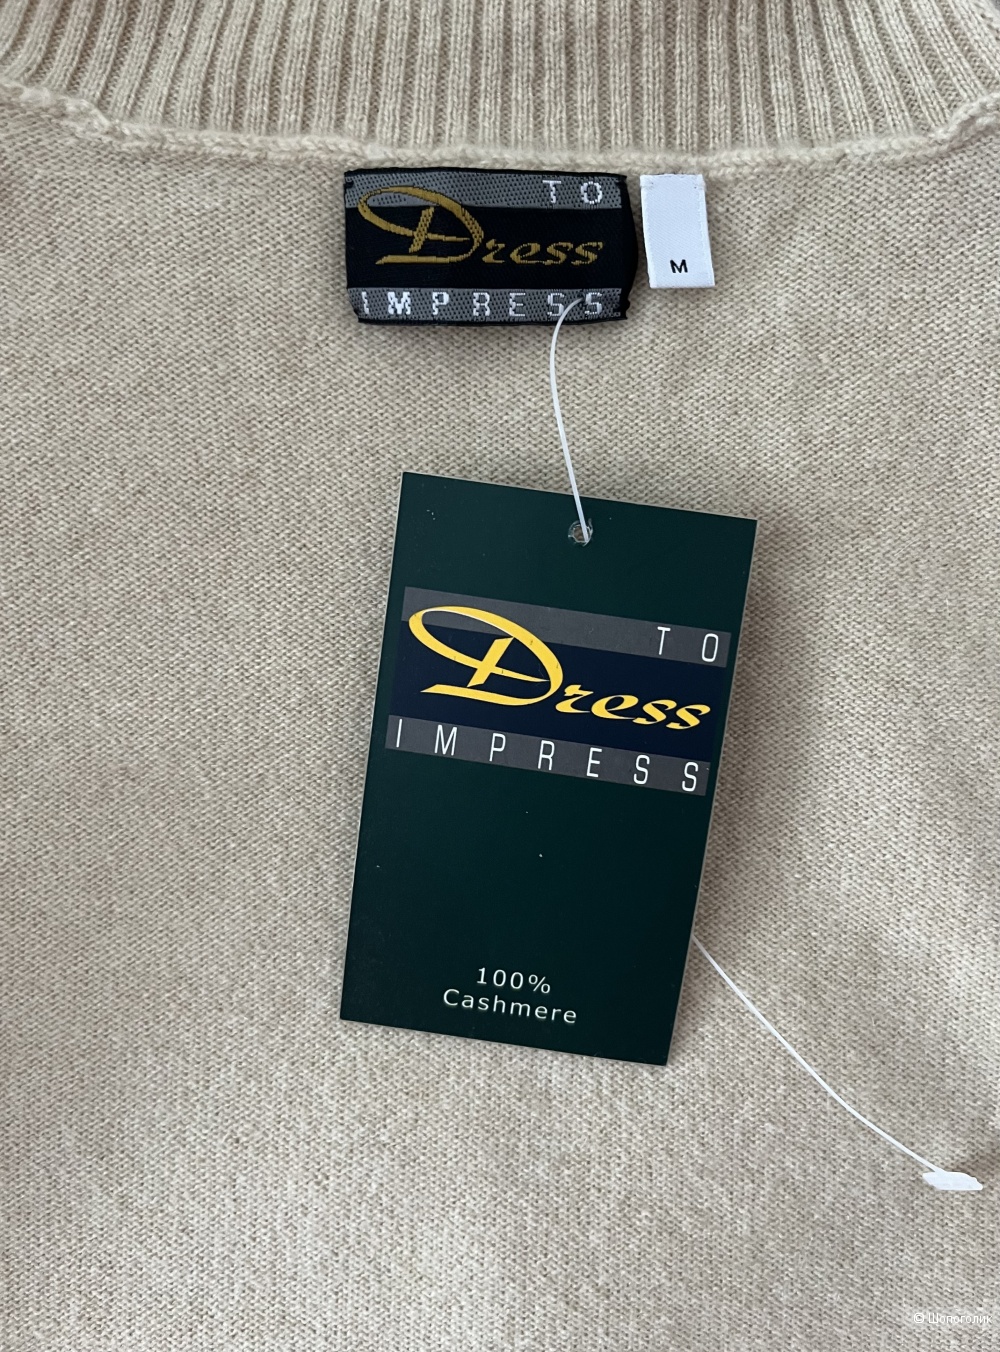 TO
Dress
IMPRESS
M
TO
Dress
IMPRESS
100%
Cashmere
© Шопоголик